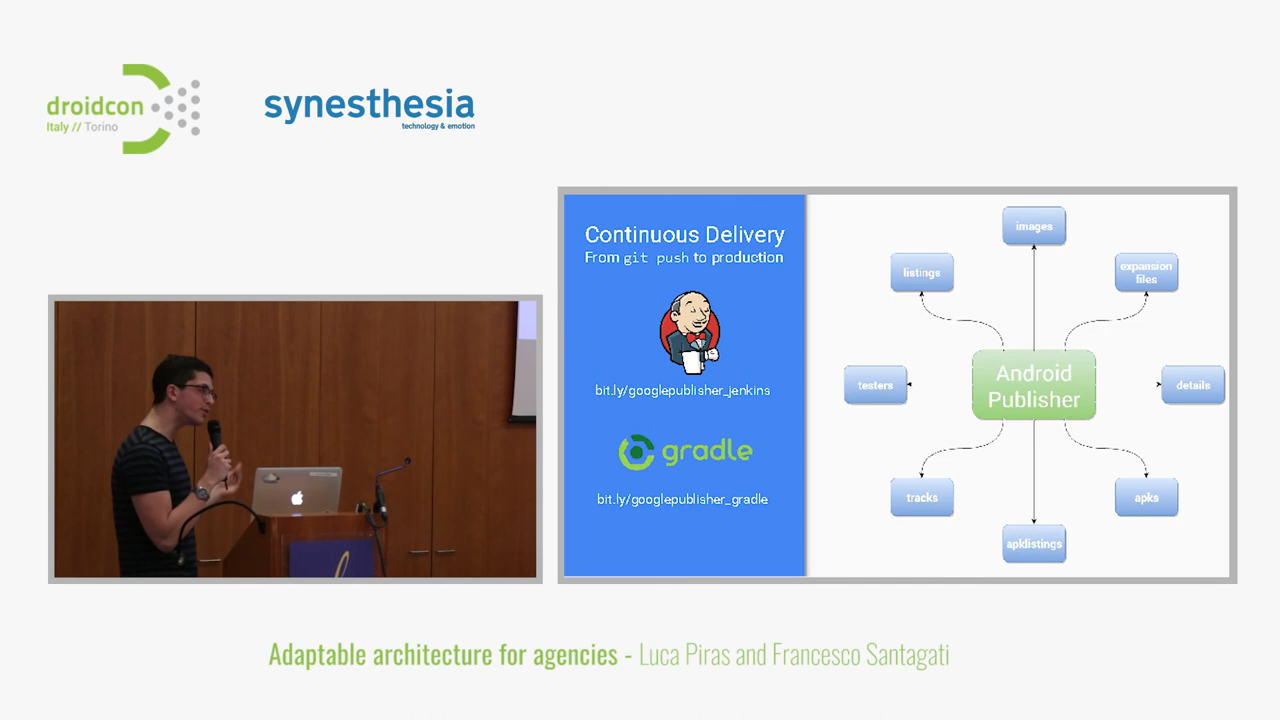 droidcon
Italy // Torino
synesthesia
technology & emotion
Continuous Delivery
From git push to production
bit.ly/googlepublisher_jenkins
gradle
bit.ly/googlepublisher_gradle
images
listings
expansion
files
testers
Android
Publisher
details
tracks
apks
apklistings
Adaptable architecture for agencies - Luca Piras and Francesco Santagati